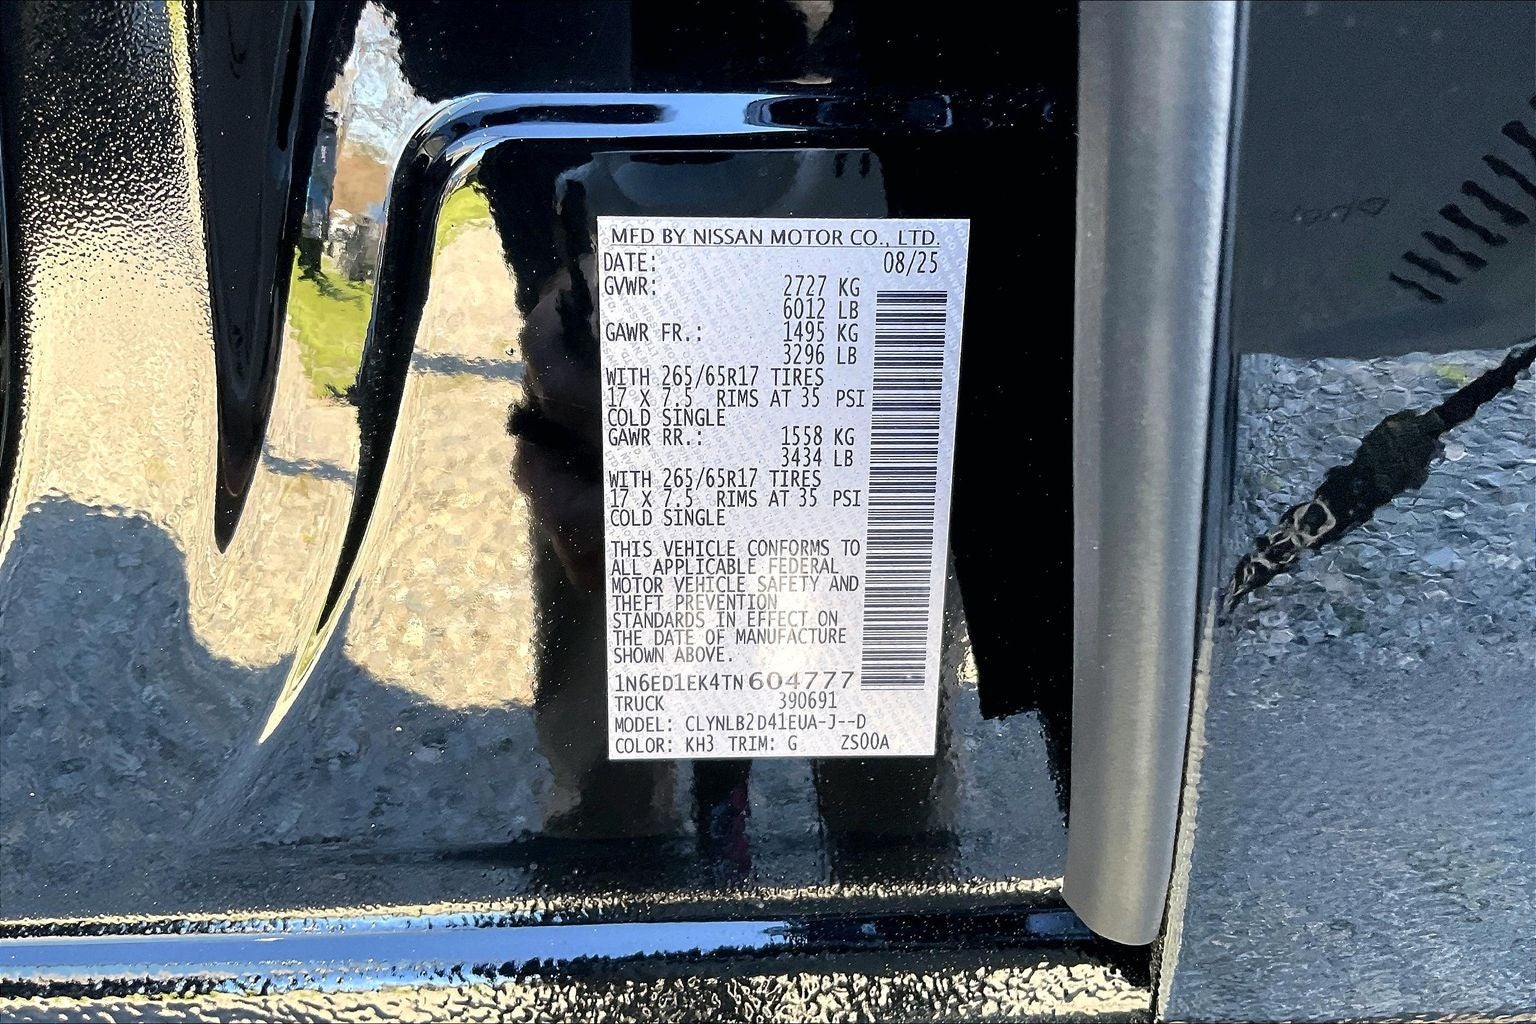 MFD BY NISSAN MOTOR CO., LTD.
DATE: 08/25
GVWR: 2727 KG
6012 LB
GAWR FR.: 1495 KG
3296 LB
WITH 265/65R17 TIRES
17 X 7.5 RIMS AT 35 PSI
COLD SINGLE
GAWR RR.: 1558 KG
3434 LB
WITH 265/65R17 TIRES
17 X 7.5 RIMS AT 35 PSI
COLD SINGLE
THIS VEHICLE CONFORMS TO
ALL APPLICABLE FEDERAL
MOTOR VEHICLE SAFETY AND
THEFT PREVENTION
STANDARDS IN EFFECT ON
THE DATE OF MANUFACTURE
SHOWN ABOVE.
1N6ED1EK4TN604777
TRUCK 390691
MODEL: CLYNLB2D41EUA-J--D
COLOR: KH3 TRIM: G ZS00A